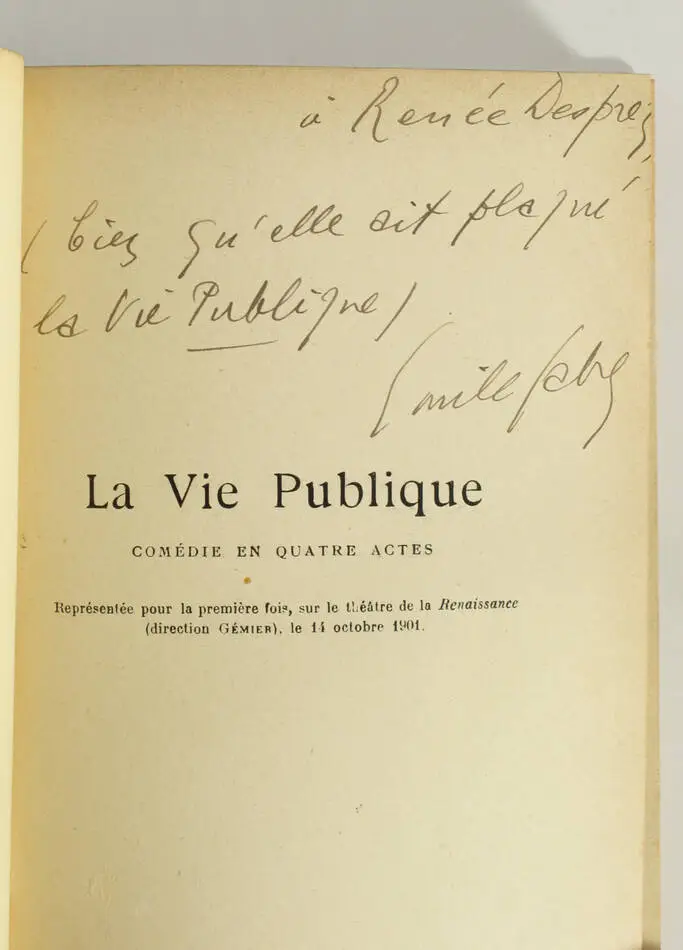 à Renée Desprez,
(bien qu'elle ait plaqué
la Vie Publique)
Emile Fabre
La Vie Publique
COMÉDIE EN QUATRE ACTES
Représentée pour la première fois, sur le théâtre de la Renaissance
(direction GÉMIER), le 14 octobre 1901.